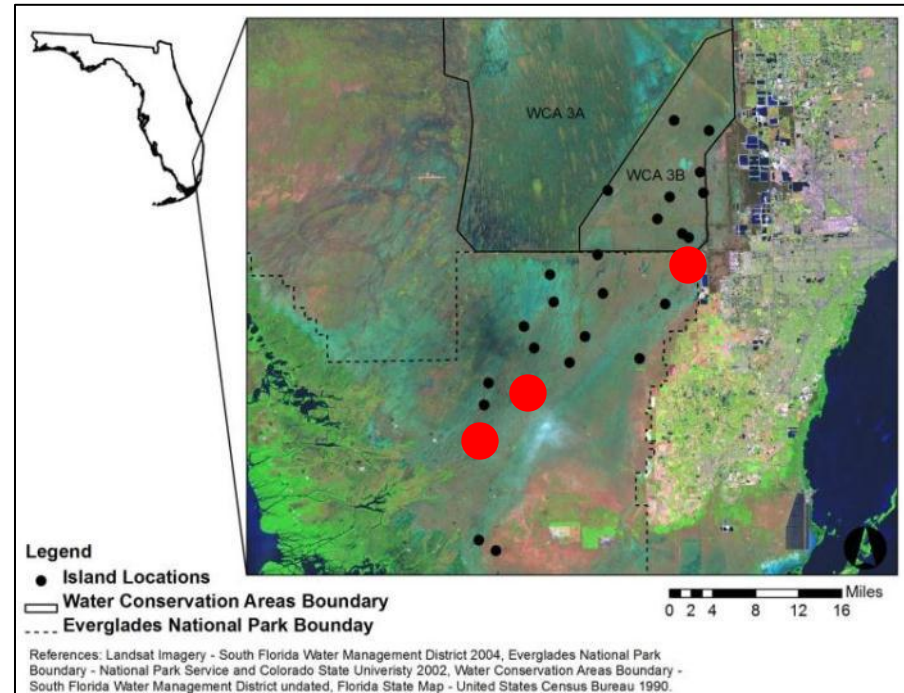 WCA 3A
WCA 3B
Legend
Island Locations
Water Conservation Areas Boundary
Everglades National Park Bounday
Miles
0 2 4 8 12 16
References: Landsat Imagery - South Florida Water Management District 2004, Everglades National Park
Boundary - National Park Service and Colorado State Univeristy 2002, Water Conservation Areas Boundary -
South Florida Water Management District undated, Florida State Map - United States Census Bureau 1990.